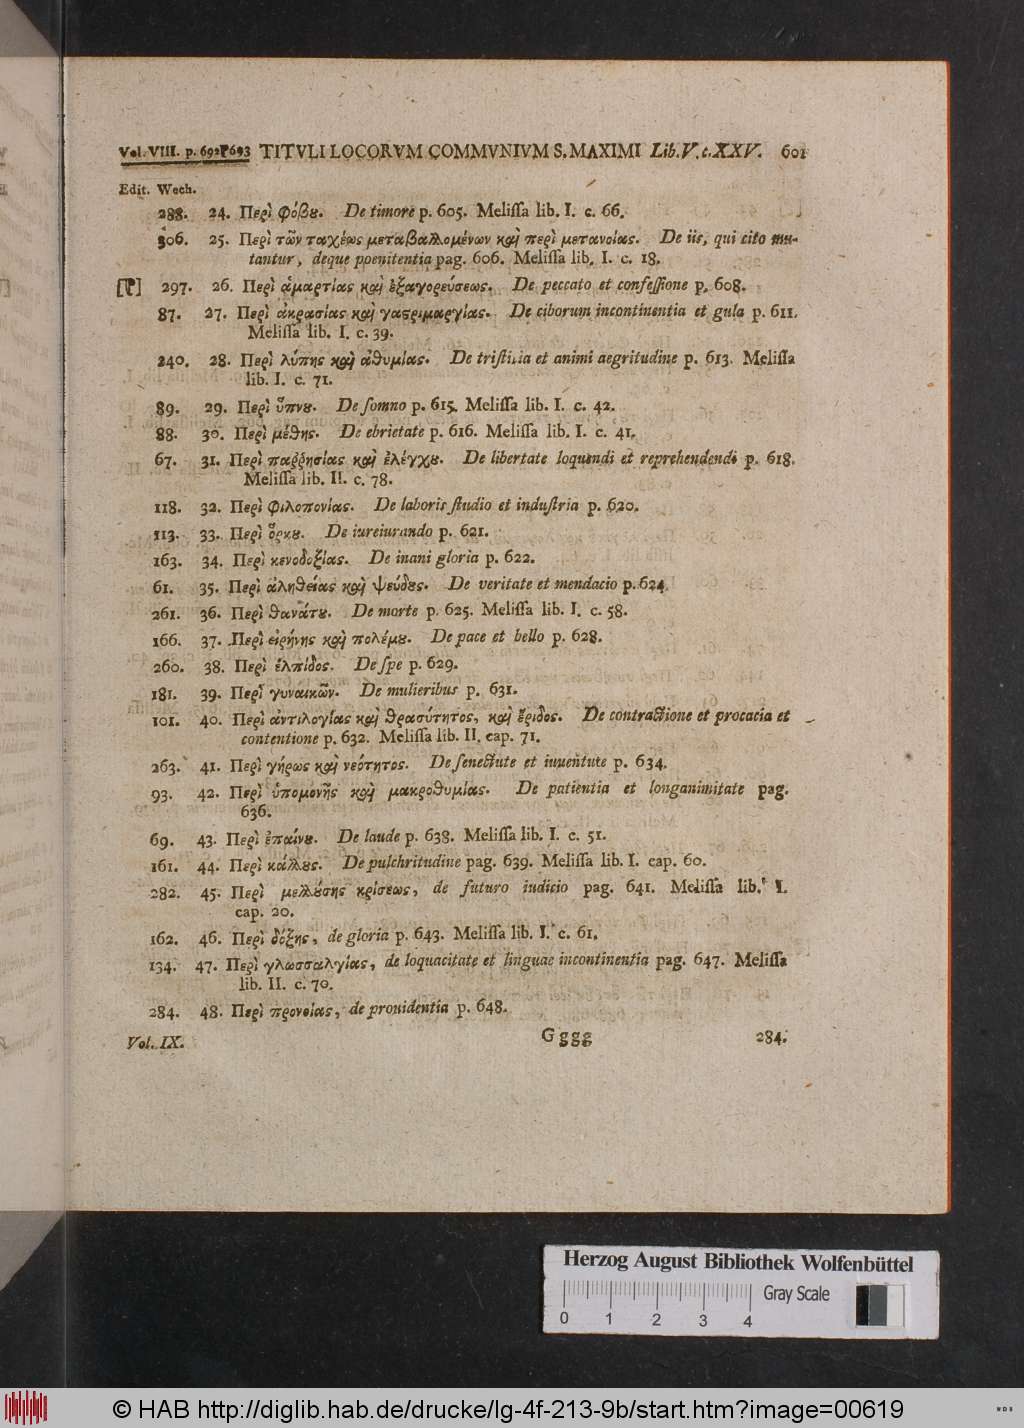 Vol. VIII. p. 692⁋693 TITVLI LOCORVM COMMVNIVM S. MAXIMI Lib. V. c. XXV. 601
Edit. Wech.
288. 24. Περὶ φόβȣ. De timore p. 605. Melissa lib. I. c. 66.
306. 25. Περὶ τῶν ταχέως μεταβαλλομένων καὶ περὶ μετανοίας. De iis, qui cito mu-
tantur, deque poenitentia pag. 606. Melissa lib. I. c. 18.
[⁋] 297. 26. Περὶ ἁμαρτίας καὶ ἐξαγορεύσεως. De peccato et confessione p. 608.
87. 27. Περὶ ἀκρασίας καὶ γαστριμαργίας. De ciborum incontinentia et gula p. 611.
Melissa lib. I. c. 39.
240. 28. Περὶ λύπης καὶ ἀθυμίας. De tristitia et animi aegritudine p. 613. Melissa
lib. I. c. 71.
89. 29. Περὶ ὕπνȣ. De somno p. 615. Melissa lib. I. c. 42.
88. 30. Περὶ μέθης. De ebrietate p. 616. Melissa lib. I. c. 41.
67. 31. Περὶ παῤῥησίας καὶ ἐλέγχȣ. De libertate loquendi et reprehendendi p. 618.
Melissa lib. II. c. 78.
118. 32. Περὶ φιλοπονίας. De laboris studio et industria p. 620.
113. 33. Περὶ ὅρκȣ. De iureiurando p. 621.
163. 34. Περὶ κενοδοξίας. De inani gloria p. 622.
61. 35. Περὶ ἀληθείας καὶ ψεύδȣς. De veritate et mendacio p. 624.
261. 36. Περὶ θανάτȣ. De morte p. 625. Melissa lib. I. c. 58.
166. 37. Περὶ εἰρήνης καὶ πολέμȣ. De pace et bello p. 628.
260. 38. Περὶ ἐλπίδος. De spe p. 629.
181. 39. Περὶ γυναικῶν. De mulieribus p. 631.
101. 40. Περὶ ἀντιλογίας καὶ θρασύτητος, καὶ ἔριδος. De contractione et procacia et
contentione p. 632. Melissa lib. II. cap. 71.
263. 41. Περὶ γήρως καὶ νεότητος. De senectute et iuuentute p. 634.
93. 42. Περὶ ὑπομονῆς καὶ μακροθυμίας. De patientia et longanimitate pag.
636.
69. 43. Περὶ ἐπαίνȣ. De laude p. 638. Melissa lib. I. c. 51.
161. 44. Περὶ κάλλȣς. De pulchritudine pag. 639. Melissa lib. I. cap. 60.
282. 45. Περὶ μελλȣ́σης κρίσεως, de futuro iudicio pag. 641. Melissa lib. I.
cap. 20.
162. 46. Περὶ δόξης, de gloria p. 643. Melissa lib. I. c. 61.
134. 47. Περὶ γλωσσαλγίας, de loquacitate et linguae incontinentia pag. 647. Melissa
lib. II. c. 70.
284. 48. Περὶ προνοίας, de prouidentia p. 648.
Vol. IX. Gggg 284.
Herzog August Bibliothek Wolfenbüttel
Gray Scale
0 1 2 3 4
© HAB http://diglib.hab.de/drucke/lg-4f-213-9b/start.htm?image=00619